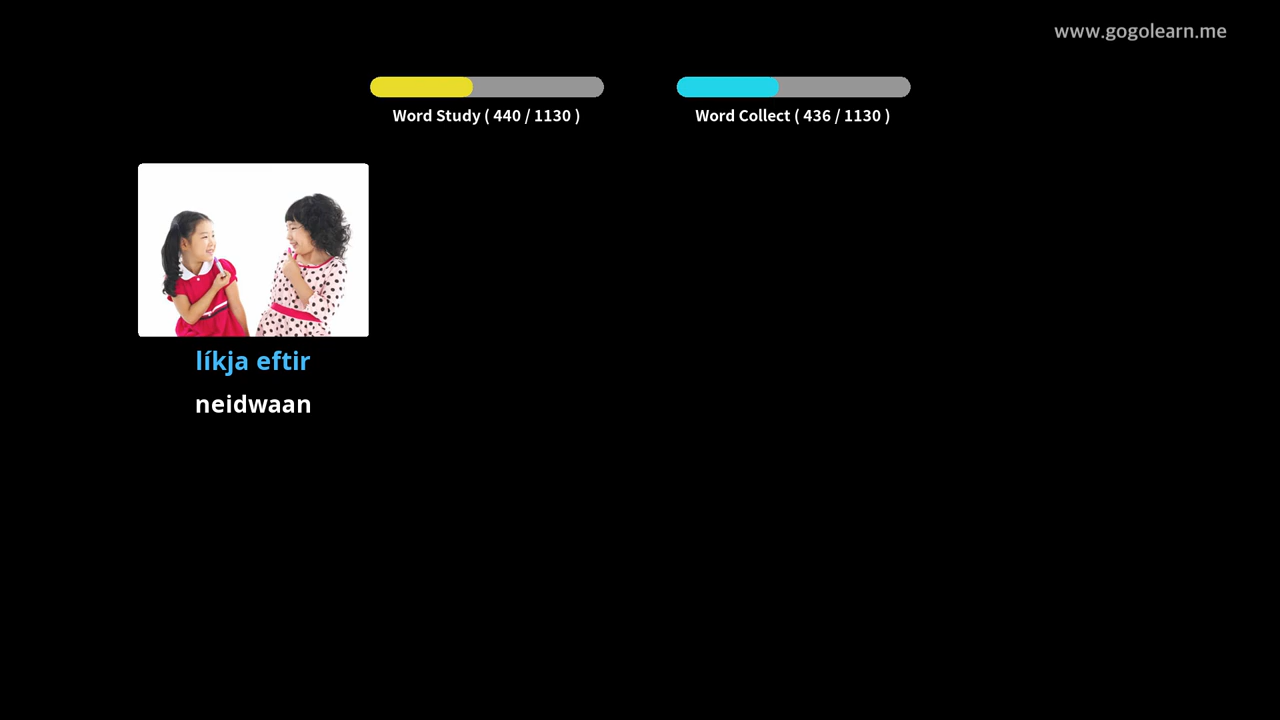 www.gogolearn.me
Word Study ( 440 / 1130 )
Word Collect ( 436 / 1130 )
líkja eftir
neidwaan